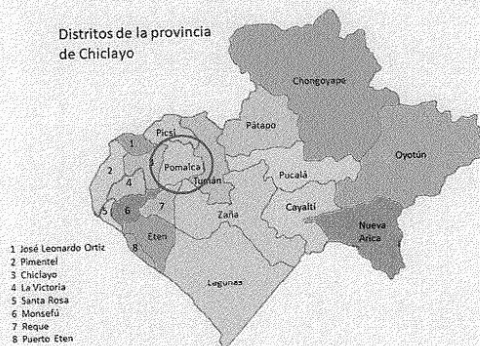 Distritos de la provincia
de Chiclayo
Chongoyape
Picsi
Pátapo
1
3
Pomalca
Oyotún
2
Tumán
Pucalá
4
7
Cayaltí
5
6
Zaña
Nueva
Arica
Eten
8
Lagunas
1 José Leonardo Ortiz
2 Pimentel
3 Chiclayo
4 La Victoria
5 Santa Rosa
6 Monsefú
7 Reque
8 Puerto Eten